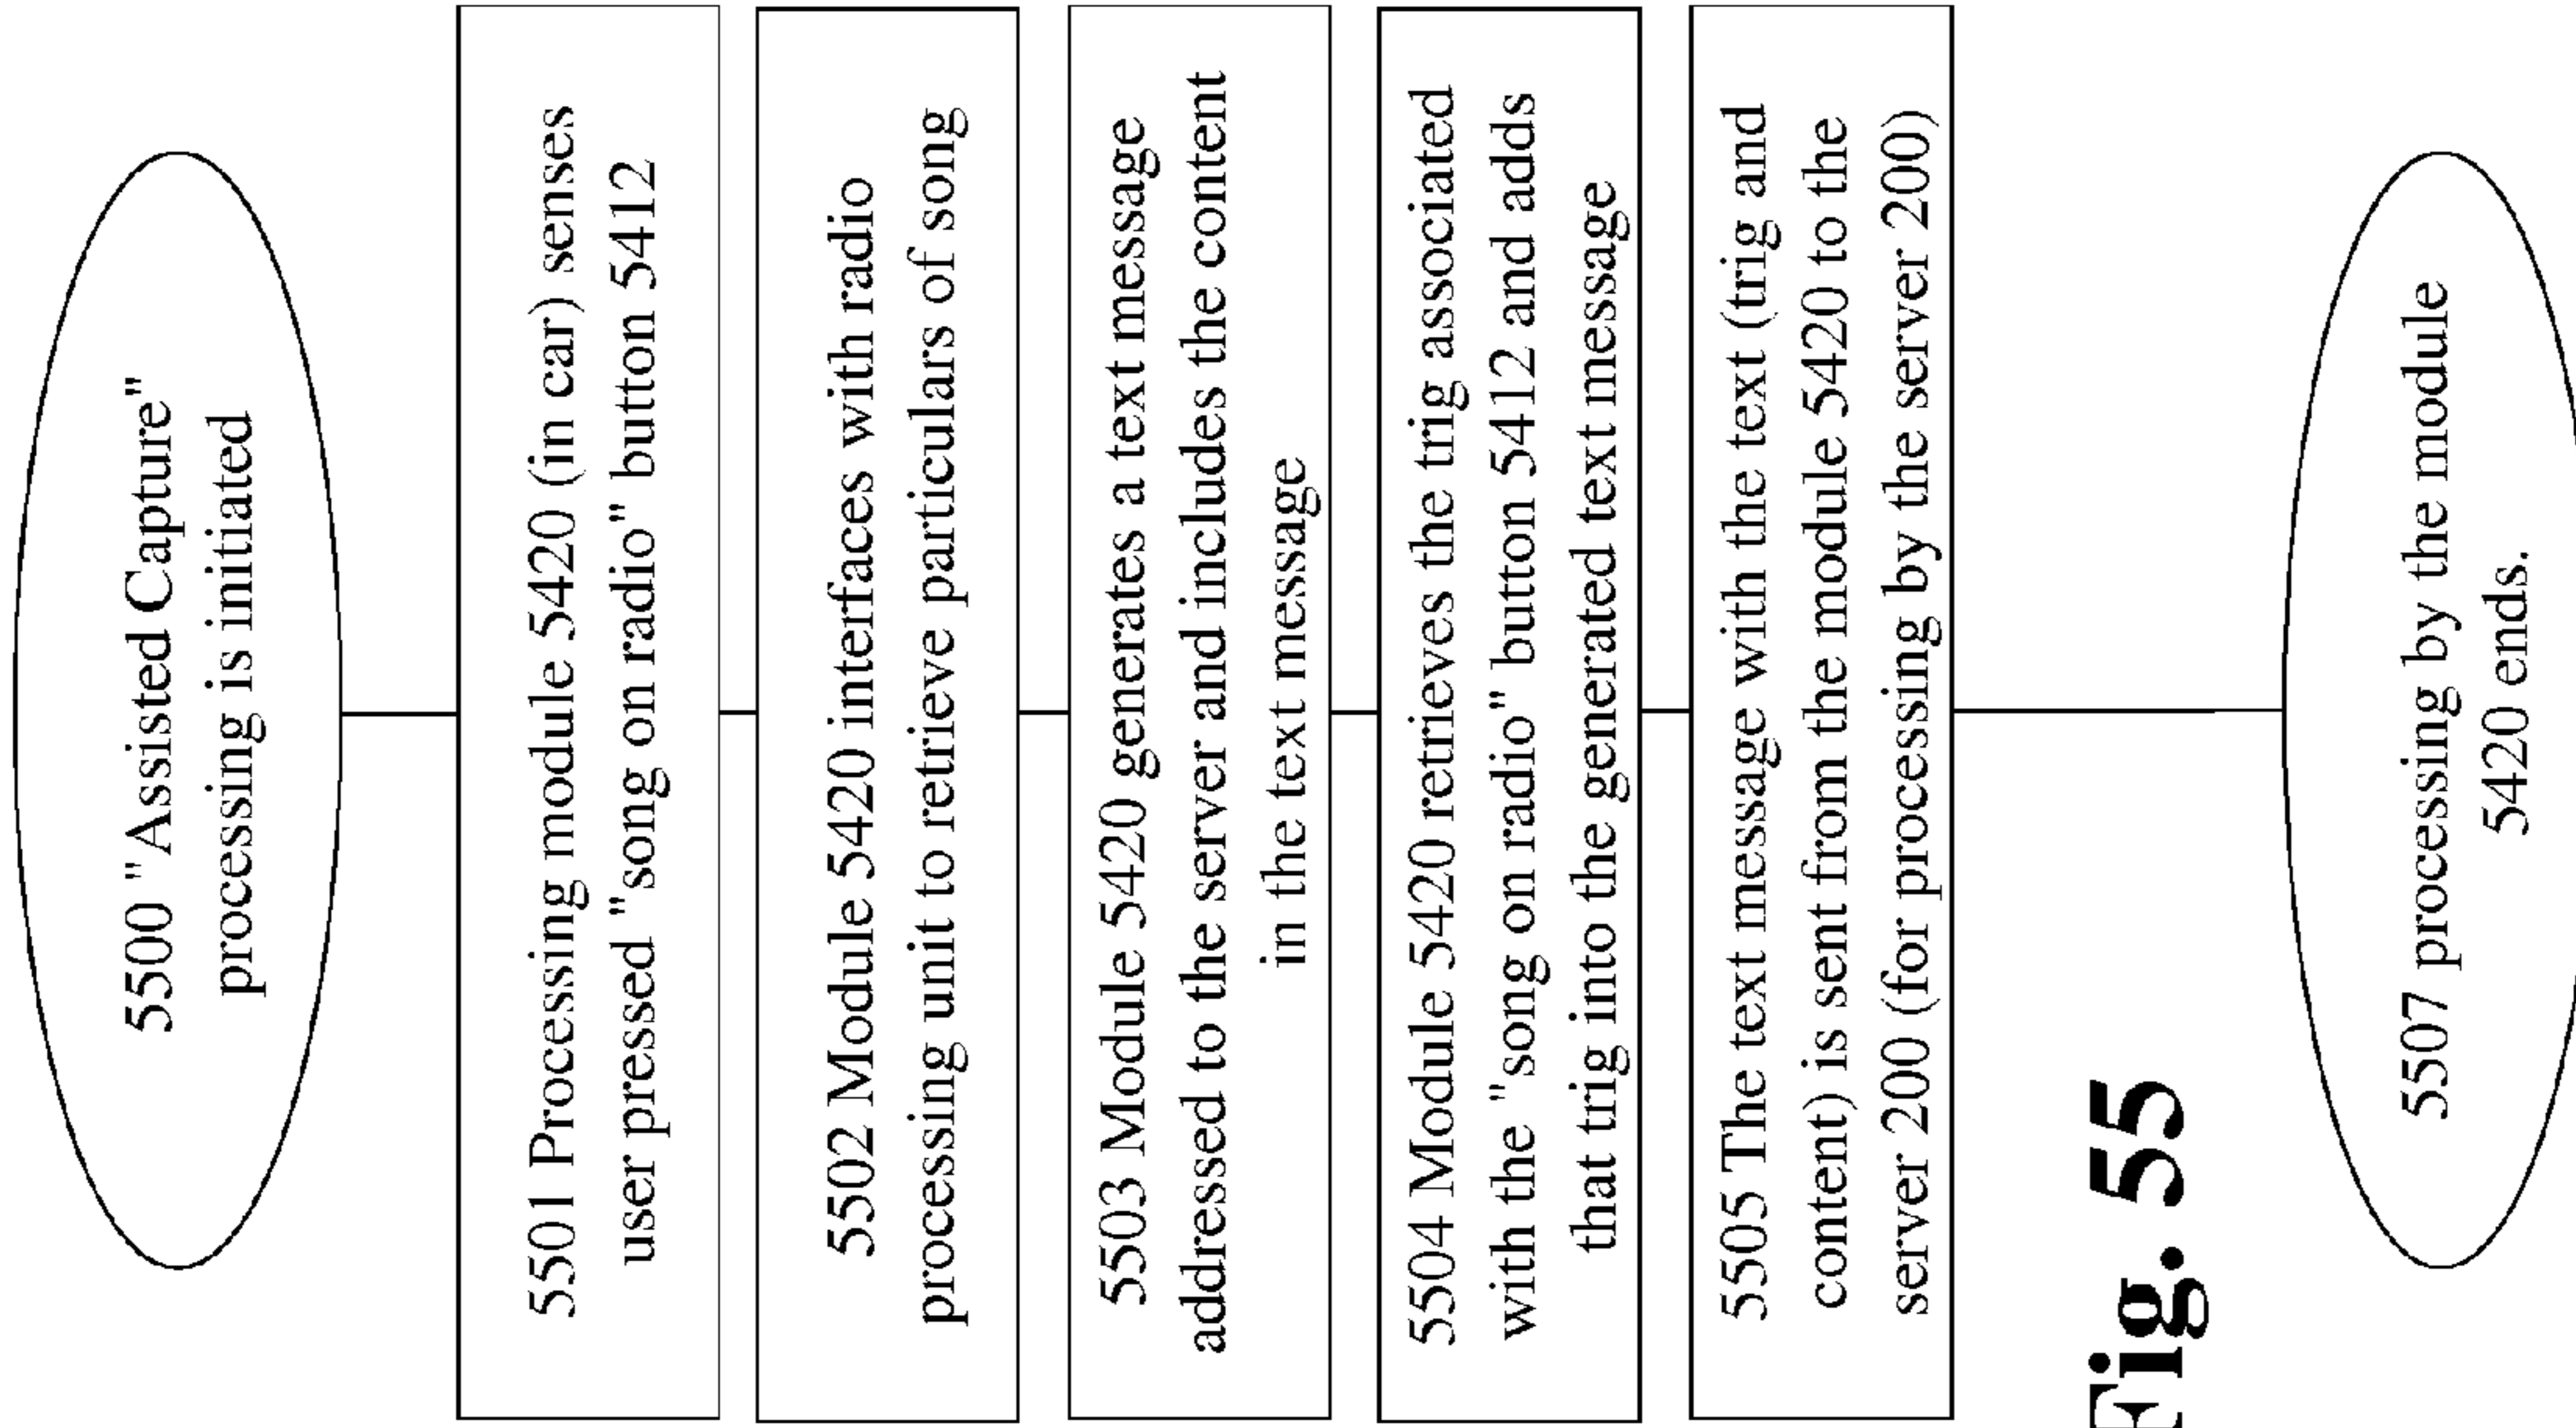 5500 "Assisted Capture"
processing is initiated
5501 Processing module 5420 (in car) senses
user pressed "song on radio" button 5412
5502 Module 5420 interfaces with radio
processing unit to retrieve particulars of song
5503 Module 5420 generates a text message
addressed to the server and includes the content
in the text message
5504 Module 5420 retrieves the trig associated
with the "song on radio" button 5412 and adds
that trig into the generated text message
5505 The text message with the text (trig and
content) is sent from the module 5420 to the
server 200 (for processing by the server 200)
Fig. 55
5507 processing by the module
5420 ends.